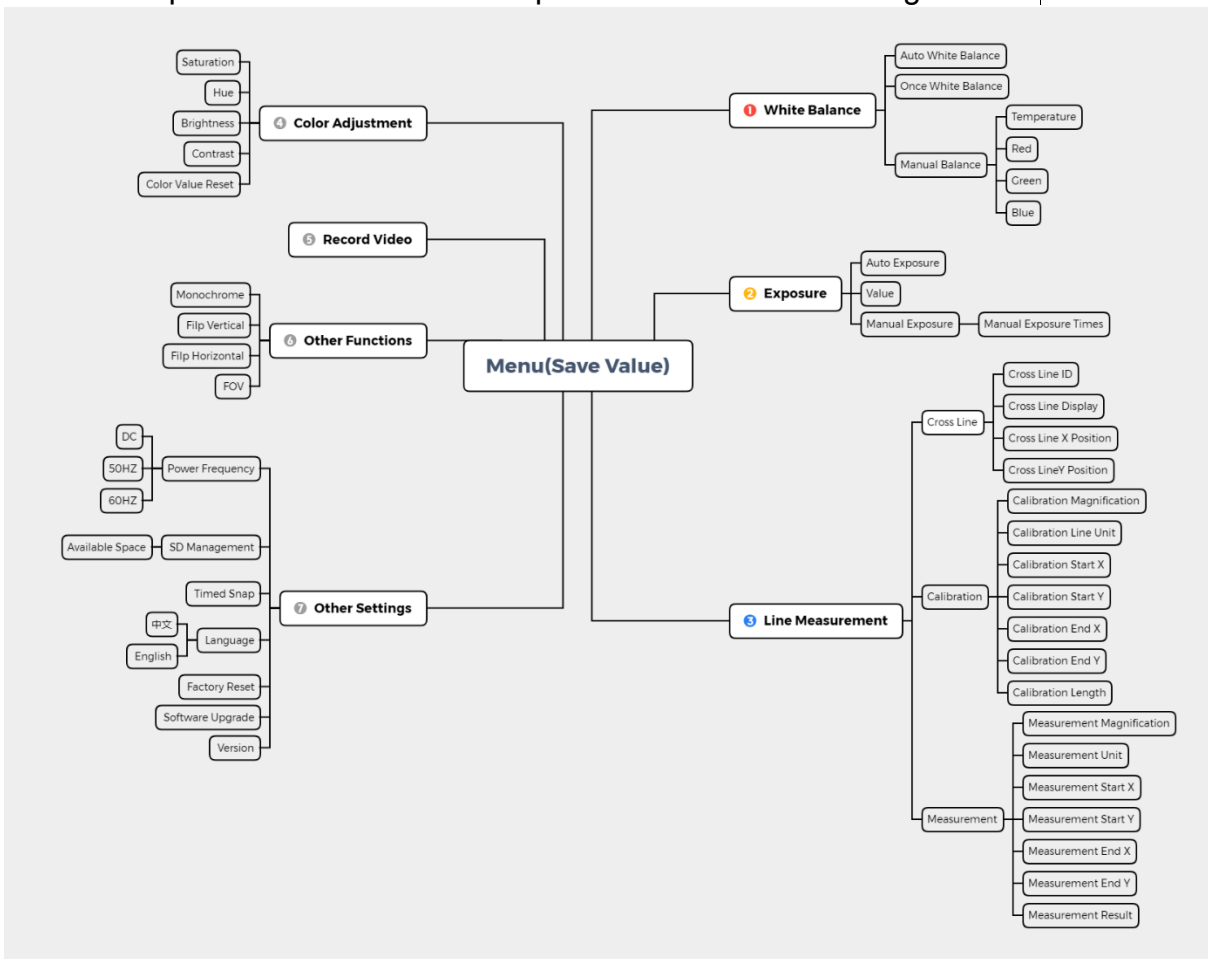 Menu(Save Value)
1 White Balance
Auto White Balance
Once White Balance
Manual Balance
Temperature
Red
Green
Blue
2 Exposure
Auto Exposure
Value
Manual Exposure
Manual Exposure Times
3 Line Measurement
Cross Line
Cross Line ID
Cross Line Display
Cross Line X Position
Cross LineY Position
Calibration
Calibration Magnification
Calibration Line Unit
Calibration Start X
Calibration Start Y
Calibration End X
Calibration End Y
Calibration Length
Measurement
Measurement Magnification
Measurement Unit
Measurement Start X
Measurement Start Y
Measurement End X
Measurement End Y
Measurement Result
4 Color Adjustment
Saturation
Hue
Brightness
Contrast
Color Value Reset
5 Record Video
6 Other Functions
Monochrome
Filp Vertical
Filp Horizontal
FOV
7 Other Settings
Power Frequency
DC
50HZ
60HZ
SD Management
Available Space
Timed Snap
Language
中文
English
Factory Reset
Software Upgrade
Version